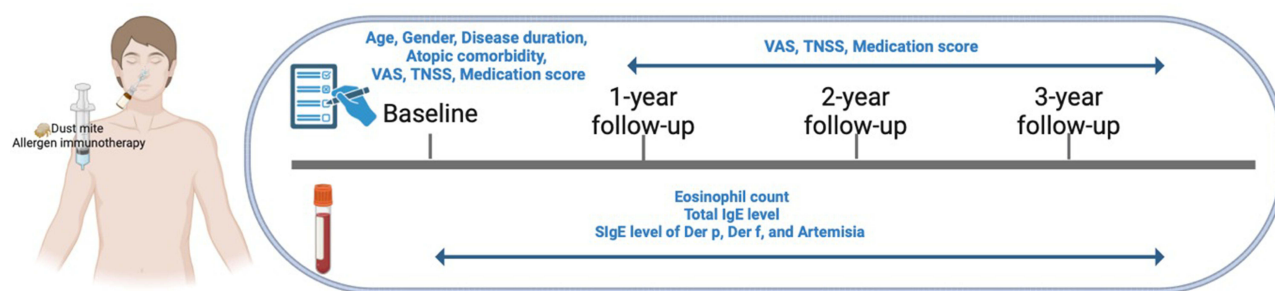 Dust mite
Allergen immunotherapy
Age, Gender, Disease duration,
Atopic comorbidity,
VAS, TNSS, Medication score
VAS, TNSS, Medication score
Baseline
1-year
follow-up
2-year
follow-up
3-year
follow-up
Eosinophil count
Total IgE level
SIgE level of Der p, Der f, and Artemisia